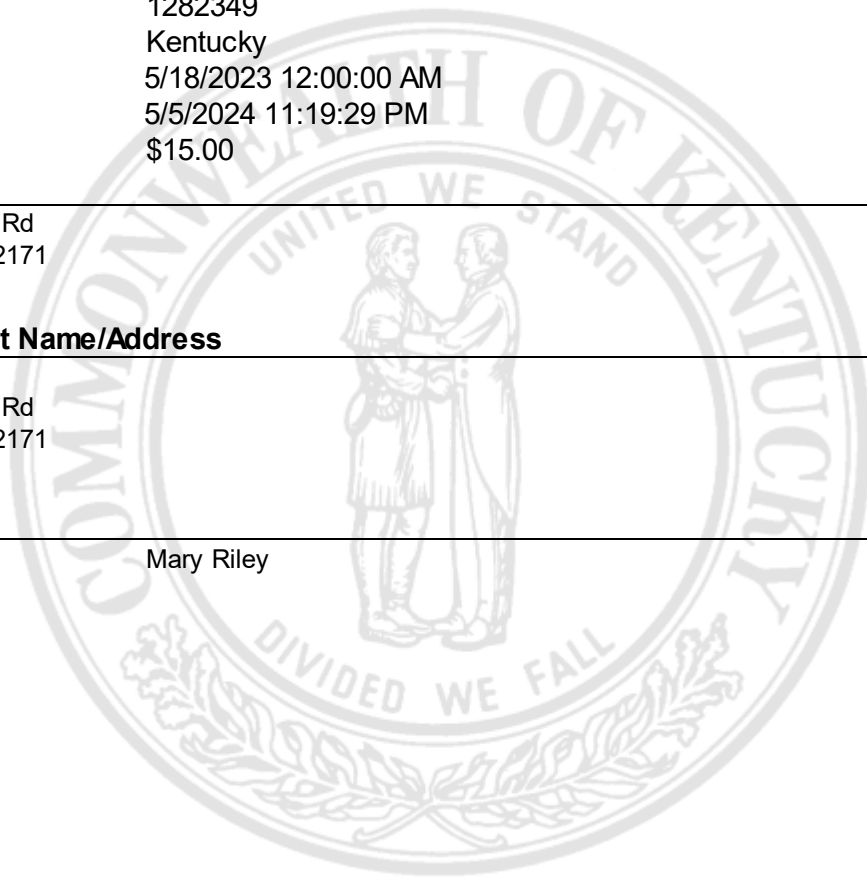 1282349
Kentucky
5/18/2023 12:00:00 AM
5/5/2024 11:19:29 PM
$15.00
Rd
2171
t Name/Address
Rd
2171
Mary Riley
COMMONWEALTH OF KENTUCKY
UNITED WE STAND
DIVIDED WE FALL